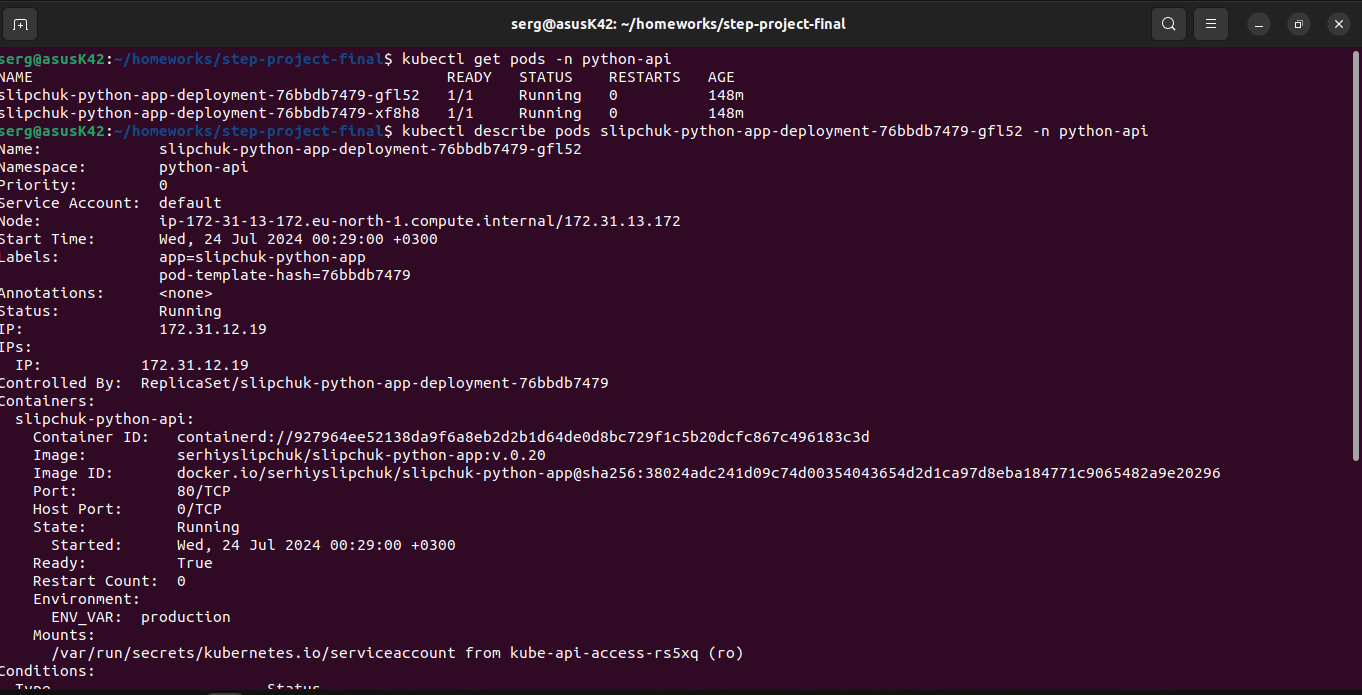 serg@asusK42: ~/homeworks/step-project-final
serg@asusK42:~/homeworks/step-project-final$ kubectl get pods -n python-api
NAME                                             READY   STATUS    RESTARTS   AGE
slipchuk-python-app-deployment-76bbdb7479-gfl52   1/1     Running   0          148m
slipchuk-python-app-deployment-76bbdb7479-xf8h8   1/1     Running   0          148m
serg@asusK42:~/homeworks/step-project-final$ kubectl describe pods slipchuk-python-app-deployment-76bbdb7479-gfl52 -n python-api
Name:             slipchuk-python-app-deployment-76bbdb7479-gfl52
Namespace:        python-api
Priority:         0
Service Account:  default
Node:             ip-172-31-13-172.eu-north-1.compute.internal/172.31.13.172
Start Time:       Wed, 24 Jul 2024 00:29:00 +0300
Labels:           app=slipchuk-python-app
                  pod-template-hash=76bbdb7479
Annotations:      <none>
Status:           Running
IP:               172.31.12.19
IPs:
  IP:           172.31.12.19
Controlled By:  ReplicaSet/slipchuk-python-app-deployment-76bbdb7479
Containers:
  slipchuk-python-api:
    Container ID:   containerd://927964ee52138da9f6a8eb2d2b1d64de0d8bc729f1c5b20dcfc867c496183c3d
    Image:          serhiyslipchuk/slipchuk-python-app:v.0.20
    Image ID:       docker.io/serhiyslipchuk/slipchuk-python-app@sha256:38024adc241d09c74d00354043654d2d1ca97d8eba184771c9065482a9e20296
    Port:           80/TCP
    Host Port:      0/TCP
    State:          Running
      Started:      Wed, 24 Jul 2024 00:29:00 +0300
    Ready:          True
    Restart Count:  0
    Environment:
      ENV_VAR:  production
    Mounts:
      /var/run/secrets/kubernetes.io/serviceaccount from kube-api-access-rs5xq (ro)
Conditions:
  Type                        Status